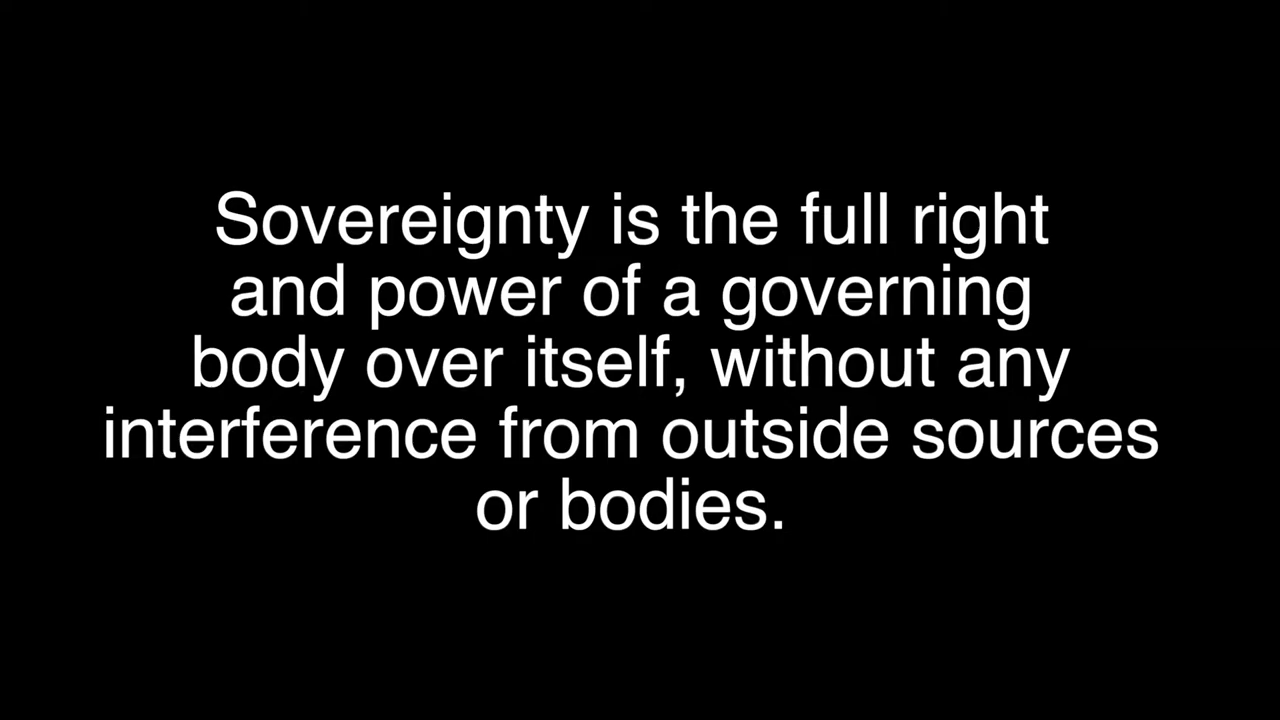 Sovereignty is the full right
and power of a governing
body over itself, without any
interference from outside sources
or bodies.